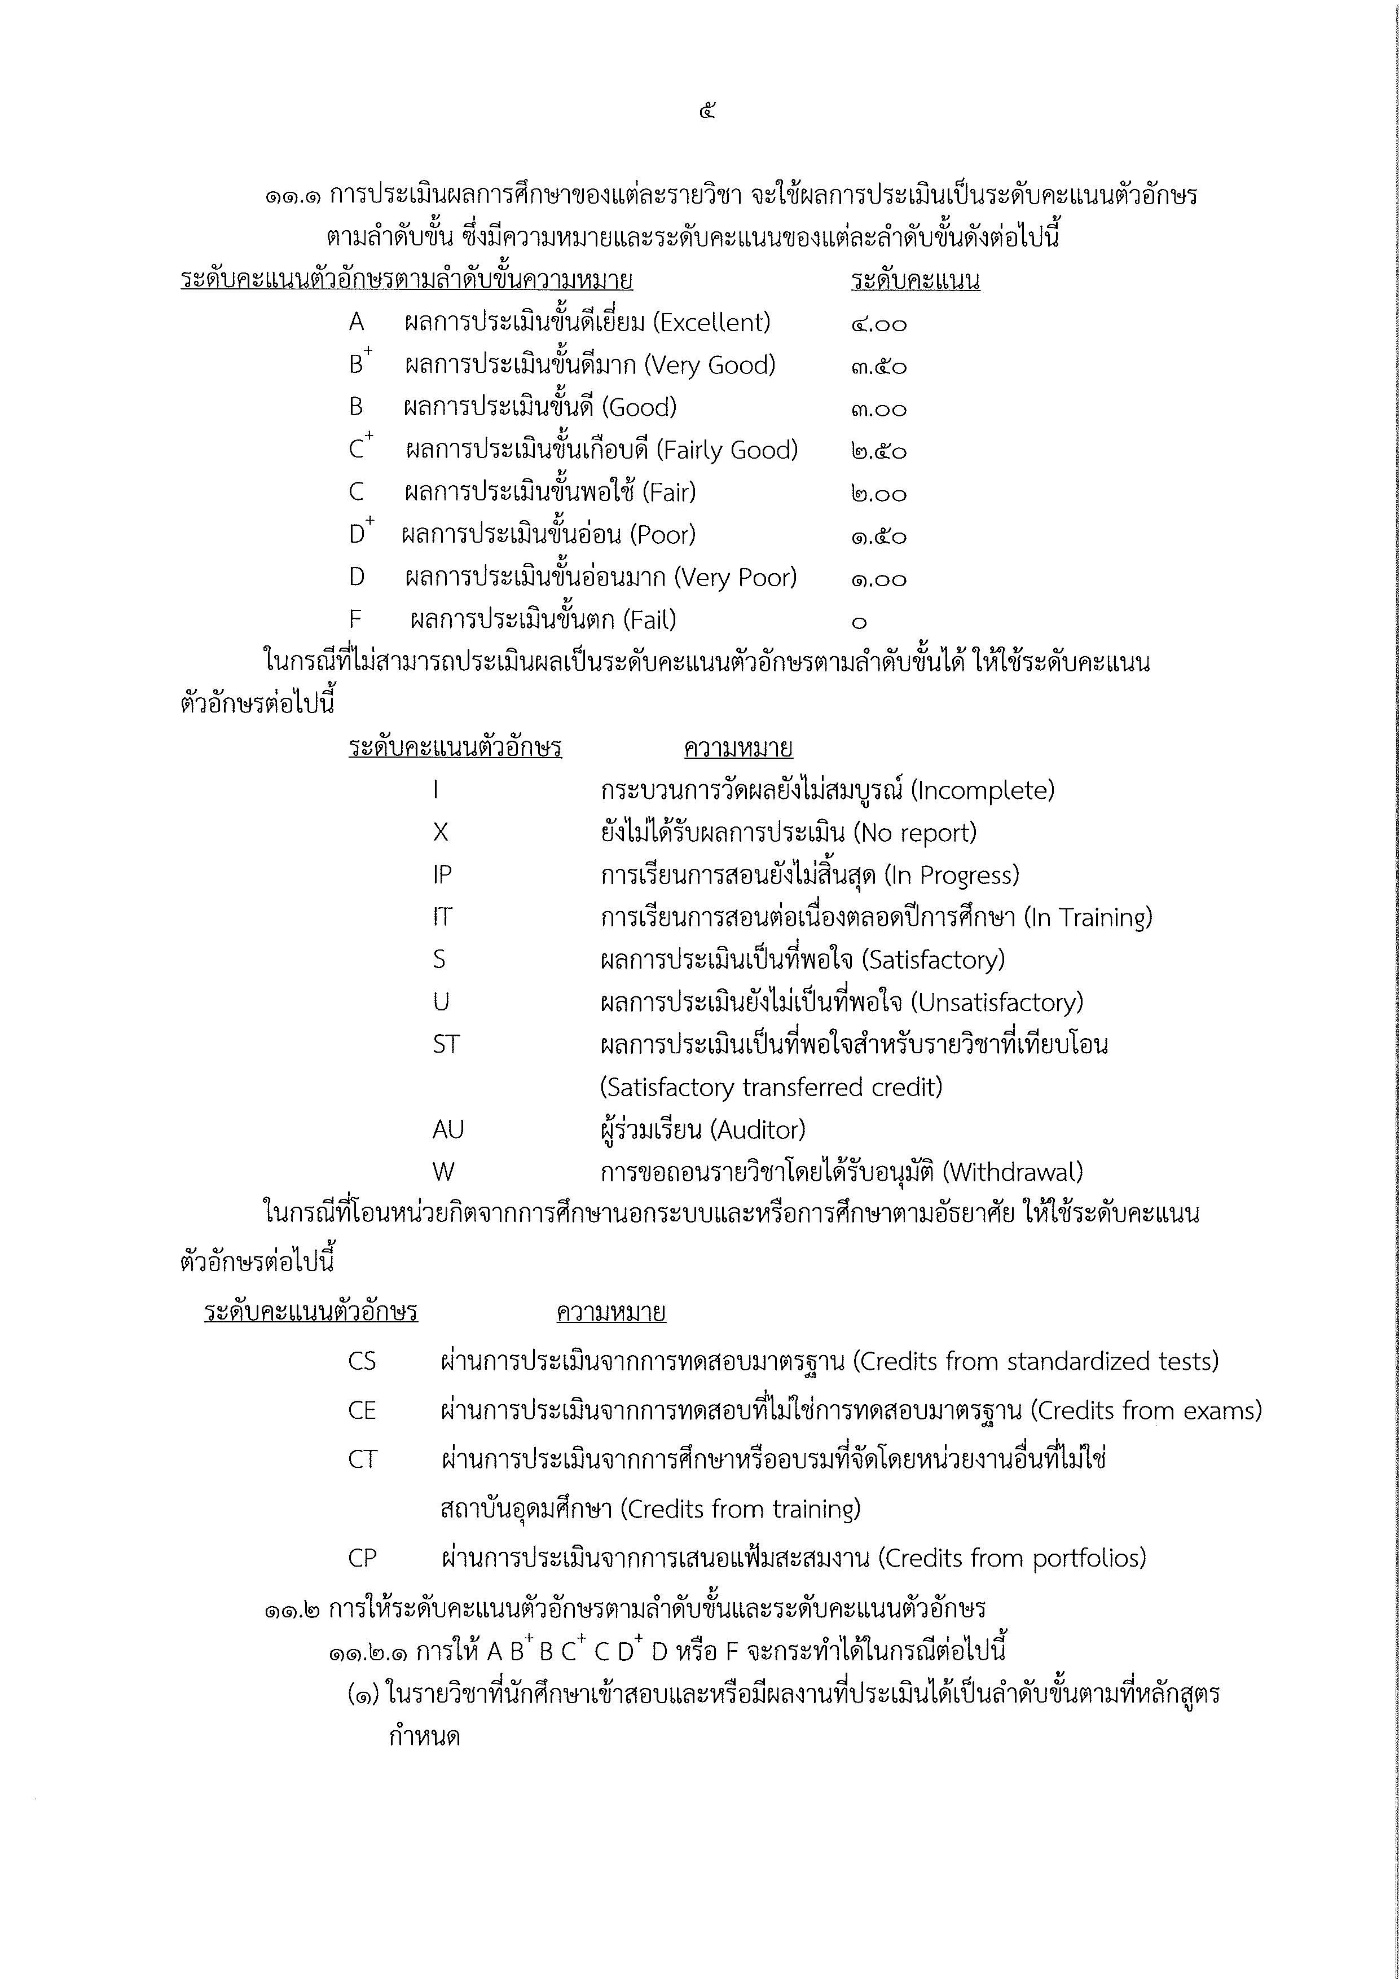 ๕
๑๑.๑ การประเมินผลการศึกษาของแต่ละรายวิชา จะใช้ผลการประเมินเป็นระดับคะแนนตัวอักษร
ตามลำดับขั้น ซึ่งมีความหมายและระดับคะแนนของแต่ละลำดับขั้นดังต่อไปนี้
ระดับคะแนนตัวอักษรตามลำดับขั้นความหมาย ระดับคะแนน
A ผลการประเมินขั้นดีเยี่ยม (Excellent) ๔.๐๐
B+ ผลการประเมินขั้นดีมาก (Very Good) ๓.๕๐
B ผลการประเมินขั้นดี (Good) ๓.๐๐
C+ ผลการประเมินขั้นเกือบดี (Fairly Good) ๒.๕๐
C ผลการประเมินขั้นพอใช้ (Fair) ๒.๐๐
D+ ผลการประเมินขั้นอ่อน (Poor) ๑.๕๐
D ผลการประเมินขั้นอ่อนมาก (Very Poor) ๑.๐๐
F ผลการประเมินขั้นตก (Fail) ๐
ในกรณีที่ไม่สามารถประเมินผลเป็นระดับคะแนนตัวอักษรตามลำดับขั้นได้ ให้ใช้ระดับคะแนน
ตัวอักษรต่อไปนี้
ระดับคะแนนตัวอักษร ความหมาย
I กระบวนการวัดผลยังไม่สมบูรณ์ (Incomplete)
X ยังไม่ได้รับผลการประเมิน (No report)
IP การเรียนการสอนยังไม่สิ้นสุด (In Progress)
IT การเรียนการสอนต่อเนื่องตลอดปีการศึกษา (In Training)
S ผลการประเมินเป็นที่พอใจ (Satisfactory)
U ผลการประเมินยังไม่เป็นที่พอใจ (Unsatisfactory)
ST ผลการประเมินเป็นที่พอใจสำหรับรายวิชาที่เทียบโอน
(Satisfactory transferred credit)
AU ผู้ร่วมเรียน (Auditor)
W การขอถอนรายวิชาโดยได้รับอนุมัติ (Withdrawal)
ในกรณีที่โอนหน่วยกิตจากการศึกษานอกระบบและหรือการศึกษาตามอัธยาศัย ให้ใช้ระดับคะแนน
ตัวอักษรต่อไปนี้
ระดับคะแนนตัวอักษร ความหมาย
CS ผ่านการประเมินจากการทดสอบมาตรฐาน (Credits from standardized tests)
CE ผ่านการประเมินจากการทดสอบที่ไม่ใช่การทดสอบมาตรฐาน (Credits from exams)
CT ผ่านการประเมินจากการศึกษาหรืออบรมที่จัดโดยหน่วยงานอื่นที่ไม่ใช่
สถาบันอุดมศึกษา (Credits from training)
CP ผ่านการประเมินจากการเสนอแฟ้มสะสมงาน (Credits from portfolios)
๑๑.๒ การให้ระดับคะแนนตัวอักษรตามลำดับขั้นและระดับคะแนนตัวอักษร
๑๑.๒.๑ การให้ A B+ B C+ C D+ D หรือ F จะกระทำได้ในกรณีต่อไปนี้
(๑) ในรายวิชาที่นักศึกษาเข้าสอบและหรือมีผลงานที่ประเมินได้เป็นลำดับขั้นตามที่หลักสูตร
กำหนด